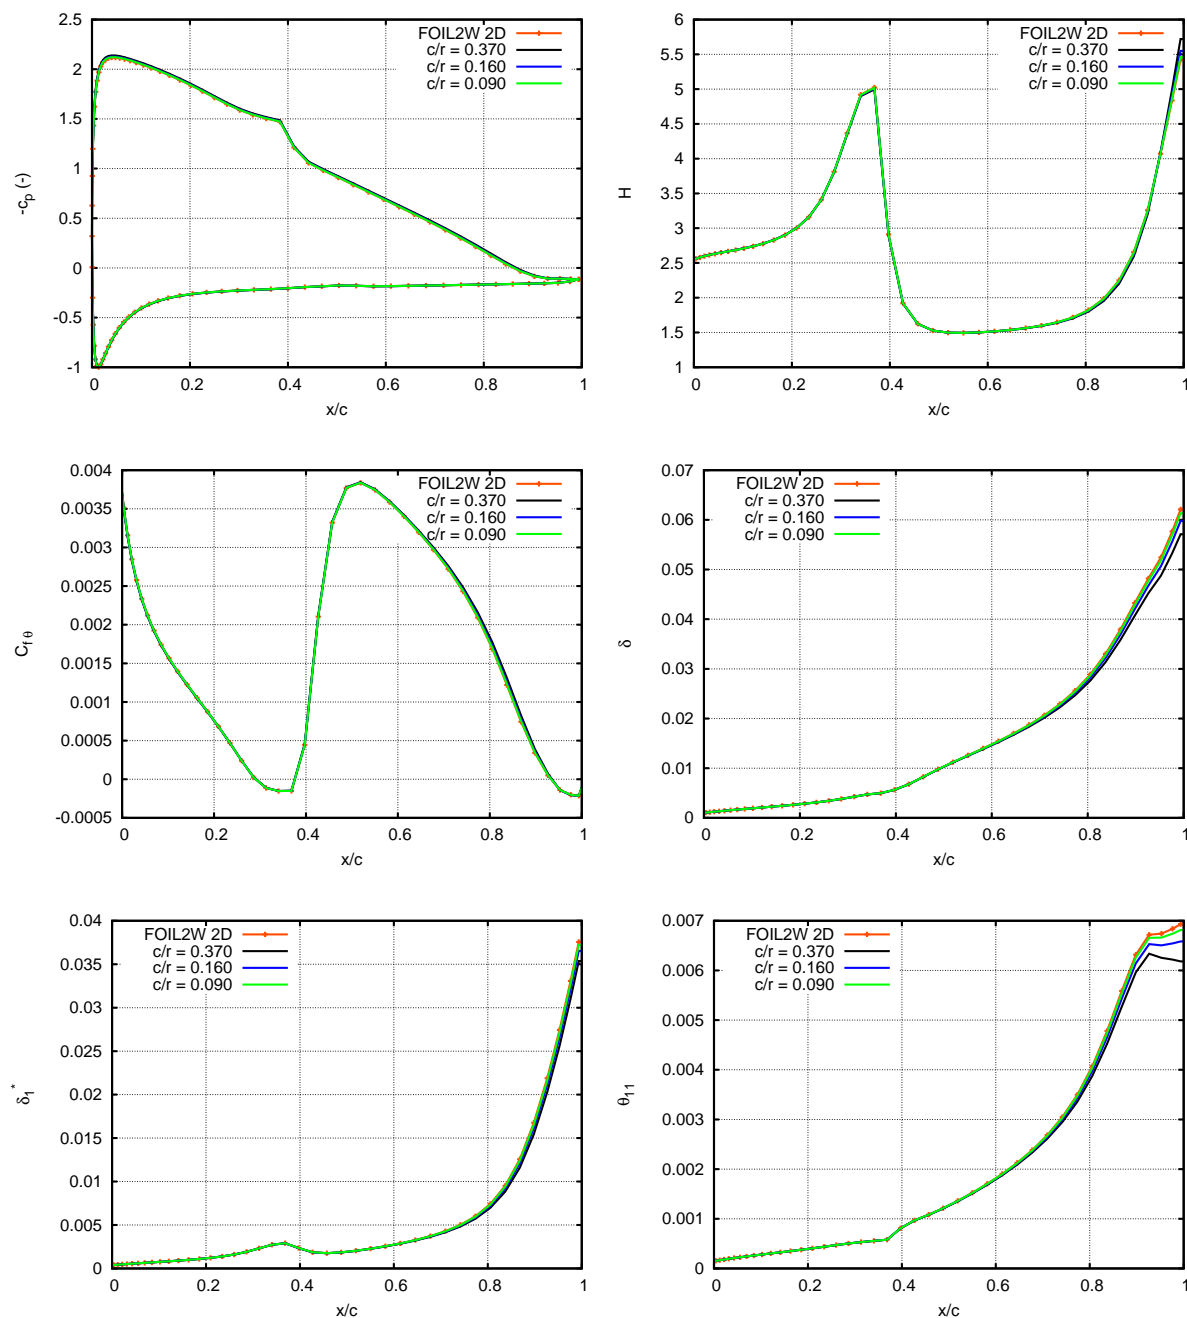 2.5
2
1.5
1
0.5
0
-0.5
-1
-cp (-)
0 0.2 0.4 0.6 0.8 1
x/c
FOIL2W 2D
c/r = 0.370
c/r = 0.160
c/r = 0.090
6
5.5
5
4.5
4
3.5
3
2.5
2
1.5
1
H
0 0.2 0.4 0.6 0.8 1
x/c
FOIL2W 2D
c/r = 0.370
c/r = 0.160
c/r = 0.090
0.004
0.0035
0.003
0.0025
0.002
0.0015
0.001
0.0005
0
-0.0005
Cf θ
0 0.2 0.4 0.6 0.8 1
x/c
FOIL2W 2D
c/r = 0.370
c/r = 0.160
c/r = 0.090
0.07
0.06
0.05
0.04
0.03
0.02
0.01
0
δ
0 0.2 0.4 0.6 0.8 1
x/c
FOIL2W 2D
c/r = 0.370
c/r = 0.160
c/r = 0.090
0.04
0.035
0.03
0.025
0.02
0.015
0.01
0.005
0
δ1*
0 0.2 0.4 0.6 0.8 1
x/c
FOIL2W 2D
c/r = 0.370
c/r = 0.160
c/r = 0.090
0.007
0.006
0.005
0.004
0.003
0.002
0.001
0
θ11
0 0.2 0.4 0.6 0.8 1
x/c
FOIL2W 2D
c/r = 0.370
c/r = 0.160
c/r = 0.090